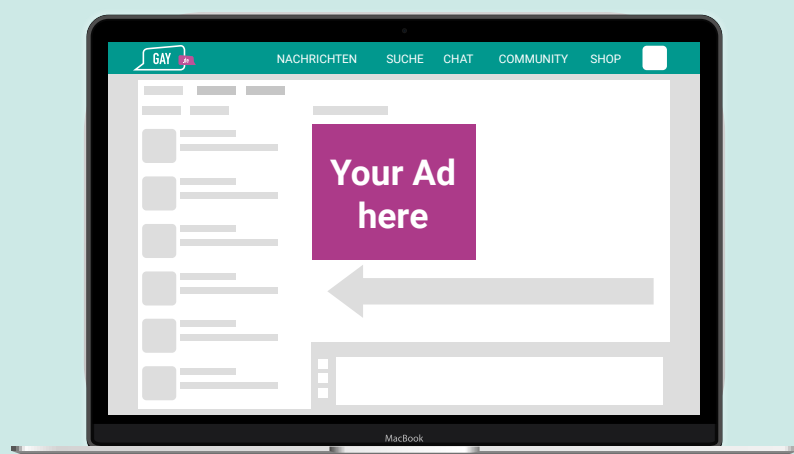 GAY
NACHRICHTEN SUCHE CHAT COMMUNITY SHOP
Your Ad
here
MacBook